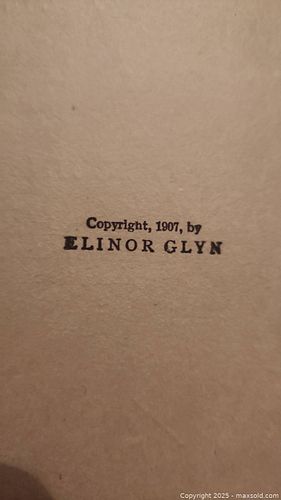 Copyright, 1907, by
ELINOR GLYN
Copyright © 2025 - maxsold.com